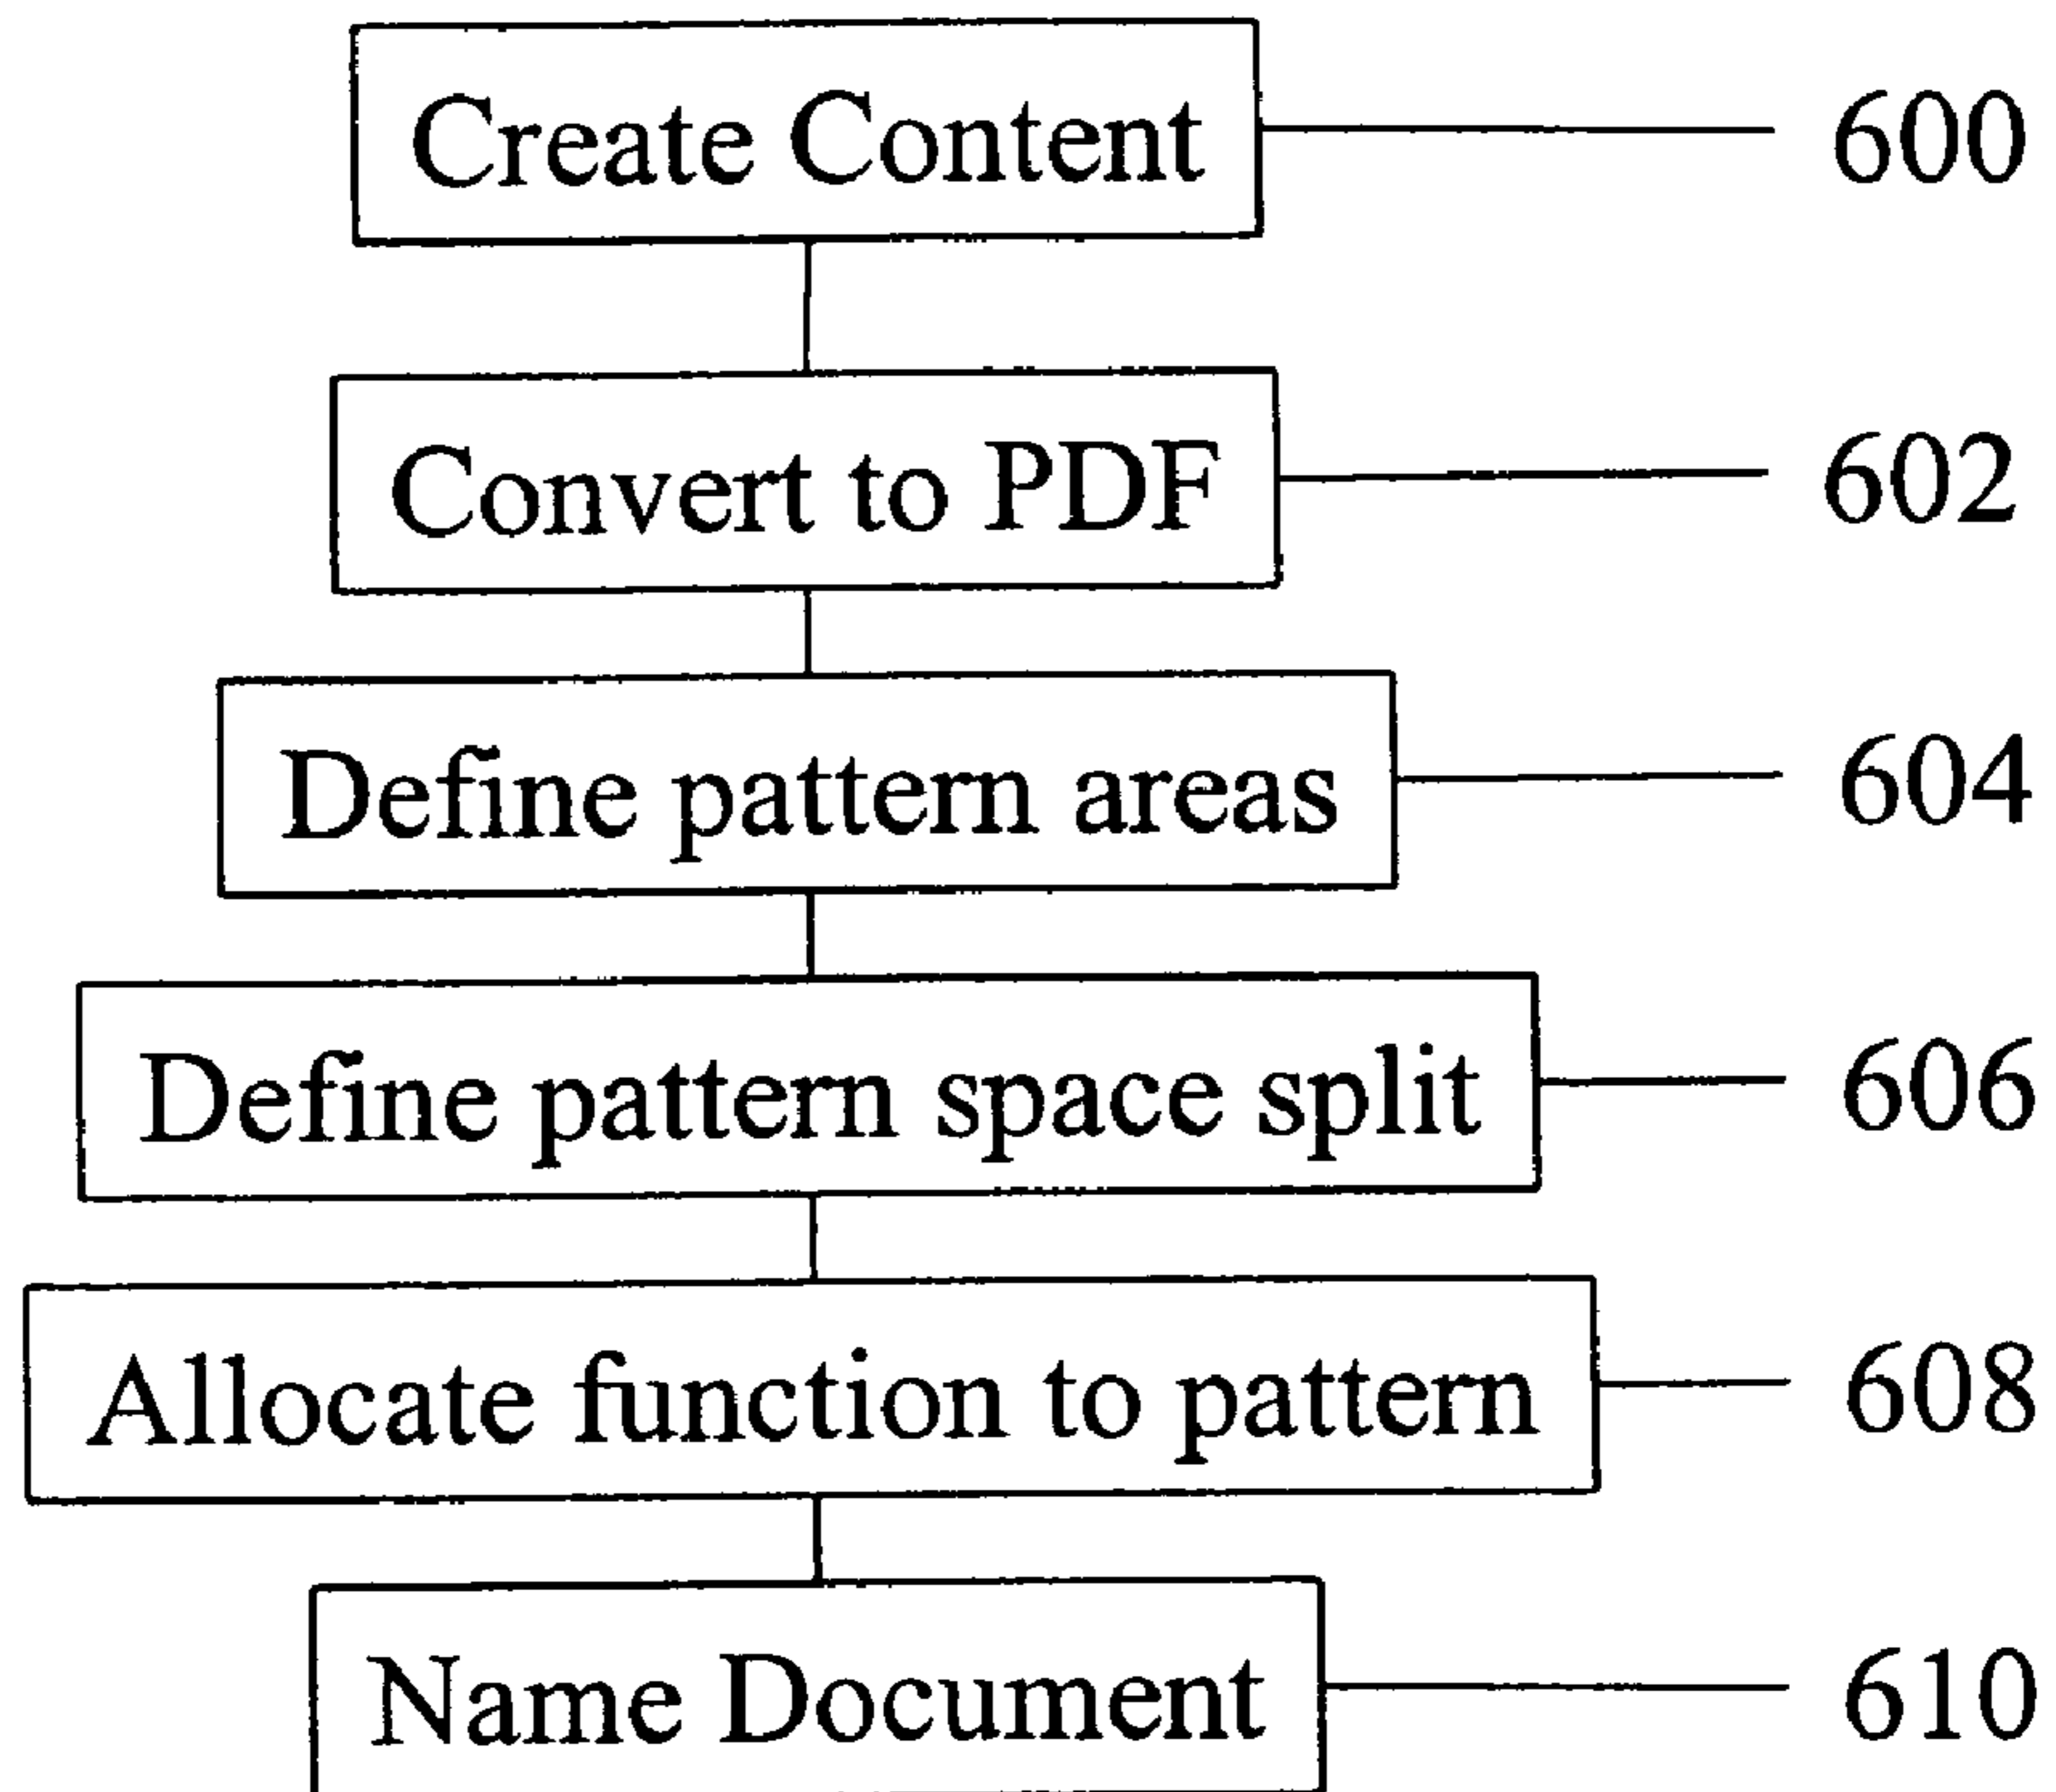 Create Content 600
Convert to PDF 602
Define pattern areas 604
Define pattern space split 606
Allocate function to pattern 608
Name Document 610